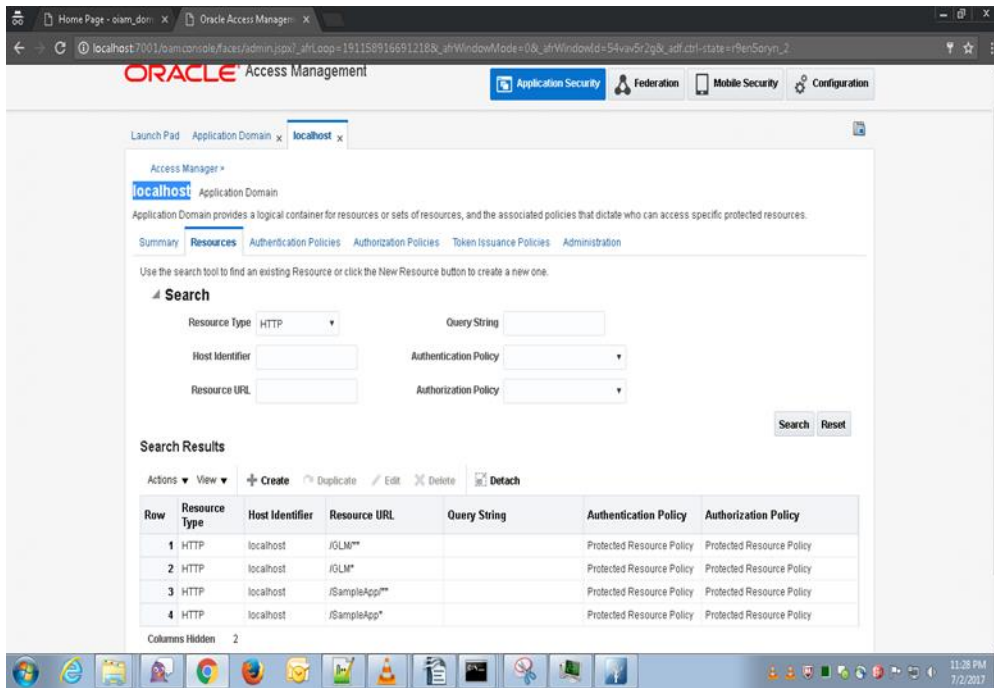 Home Page - oiam_dom
Oracle Access Managem
localhost:7001/oamconsole/faces/admin.jspx?_afrLoop=19115891669121​8&_afrWindowMode=0&_afrWindowId=54vav5r2g&_adf.ctrl-state=r9en5oryn_2
ORACLE Access Management
Application Security Federation Mobile Security Configuration
Launch Pad Application Domain x localhost x
Access Manager >
localhost Application Domain
Application Domain provides a logical container for resources or sets of resources, and the associated policies that dictate who can access specific protected resources.
Summary Resources Authentication Policies Authorization Policies Token Issuance Policies Administration
Use the search tool to find an existing Resource or click the New Resource button to create a new one.
Search
Resource Type HTTP Query String
Host Identifier Authentication Policy
Resource URL Authorization Policy
Search Reset
Search Results
Actions View Create Duplicate Edit Delete Detach
Row Resource Type Host Identifier Resource URL Query String Authentication Policy Authorization Policy
1 HTTP localhost /GLM/** Protected Resource Policy Protected Resource Policy
2 HTTP localhost /GLM* Protected Resource Policy Protected Resource Policy
3 HTTP localhost /SampleApp/** Protected Resource Policy Protected Resource Policy
4 HTTP localhost /SampleApp* Protected Resource Policy Protected Resource Policy
Columns Hidden 2
11:28 PM
7/2/2017